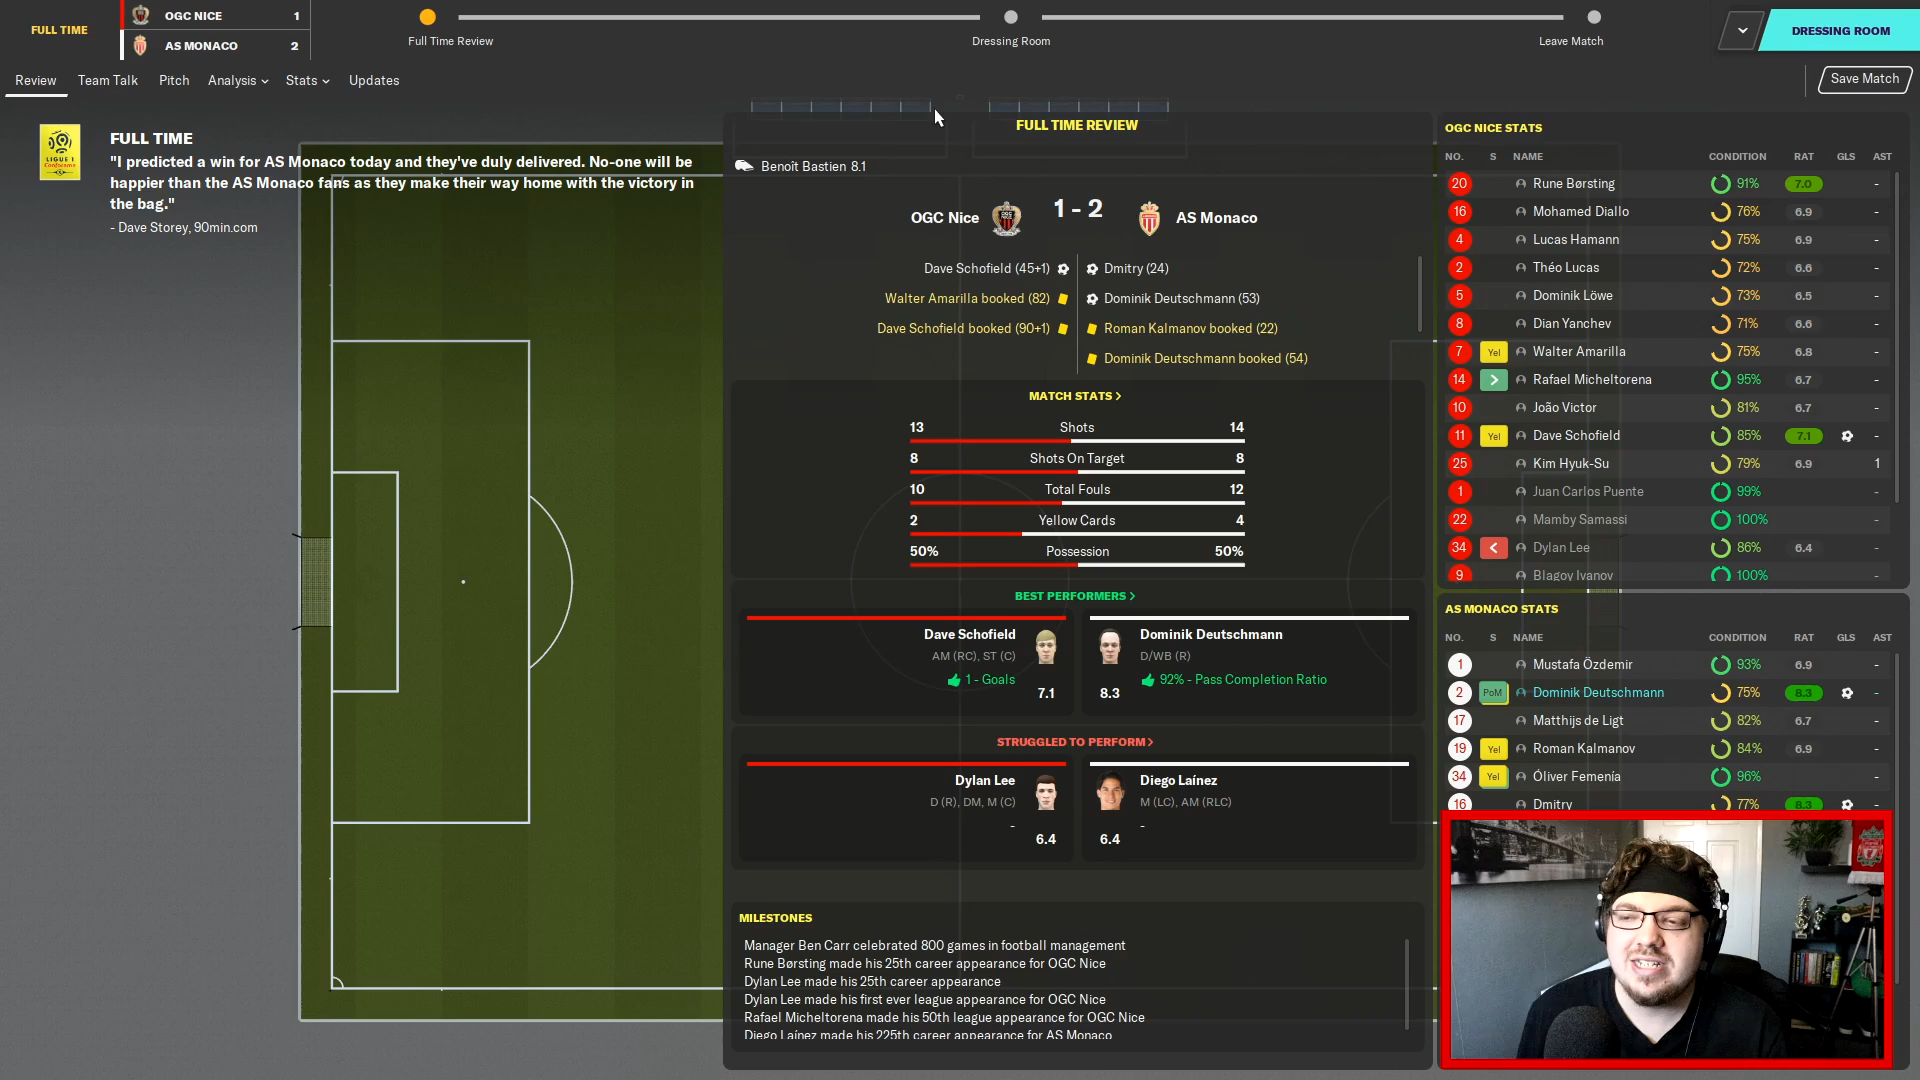 FULL TIME
OGC NICE 1
AS MONACO 2
Full Time Review
Dressing Room
Leave Match
DRESSING ROOM
Review Team Talk Pitch Analysis Stats Updates
Save Match
FULL TIME
"I predicted a win for AS Monaco today and they've duly delivered. No-one will be
happier than the AS Monaco fans as they make their way home with the victory in
the bag."
- Dave Storey, 90min.com
FULL TIME REVIEW
Benoît Bastien 8.1
OGC Nice 1 - 2 AS Monaco
Dave Schofield (45+1) Dmitry (24)
Walter Amarilla booked (82) Dominik Deutschmann (53)
Dave Schofield booked (90+1) Roman Kalmanov booked (22)
Dominik Deutschmann booked (54)
MATCH STATS >
13 Shots 14
8 Shots On Target 8
10 Total Fouls 12
2 Yellow Cards 4
50% Possession 50%
BEST PERFORMERS >
Dave Schofield
AM (RC), ST (C)
1 - Goals
7.1
Dominik Deutschmann
D/WB (R)
92% - Pass Completion Ratio
8.3
STRUGGLED TO PERFORM >
Dylan Lee
D (R), DM, M (C)
-
6.4
Diego Laínez
M (LC), AM (RLC)
-
6.4
MILESTONES
Manager Ben Carr celebrated 800 games in football management
Rune Børsting made his 25th career appearance for OGC Nice
Dylan Lee made his 25th career appearance
Dylan Lee made his first ever league appearance for OGC Nice
Rafael Micheltorena made his 50th league appearance for OGC Nice
Diego Laínez made his 225th career appearance for AS Monaco
OGC NICE STATS
NO. S NAME CONDITION RAT GLS AST
20 Rune Børsting 91% 7.0 -
16 Mohamed Diallo 76% 6.9 -
4 Lucas Hamann 75% 6.9 -
2 Théo Lucas 72% 6.6 -
5 Dominik Löwe 73% 6.5 -
8 Dian Yanchev 71% 6.6 -
7 Yel Walter Amarilla 75% 6.8 -
14 Rafael Micheltorena 95% 6.7 -
10 João Victor 81% 6.7 -
11 Yel Dave Schofield 85% 7.1 -
25 Kim Hyuk-Su 79% 6.9 1
1 Juan Carlos Puente 99% -
22 Mamby Samassi 100% -
34 Dylan Lee 86% 6.4 -
9 Blagoy Ivanov 100% -
AS MONACO STATS
NO. S NAME CONDITION RAT GLS AST
1 Mustafa Özdemir 93% 6.9 -
2 PoM Dominik Deutschmann 75% 8.3 -
17 Matthijs de Ligt 82% 6.7 -
19 Yel Roman Kalmanov 84% 6.9 -
34 Yel Óliver Femenía 96% -
16 Dmitry 77% 8.3 -